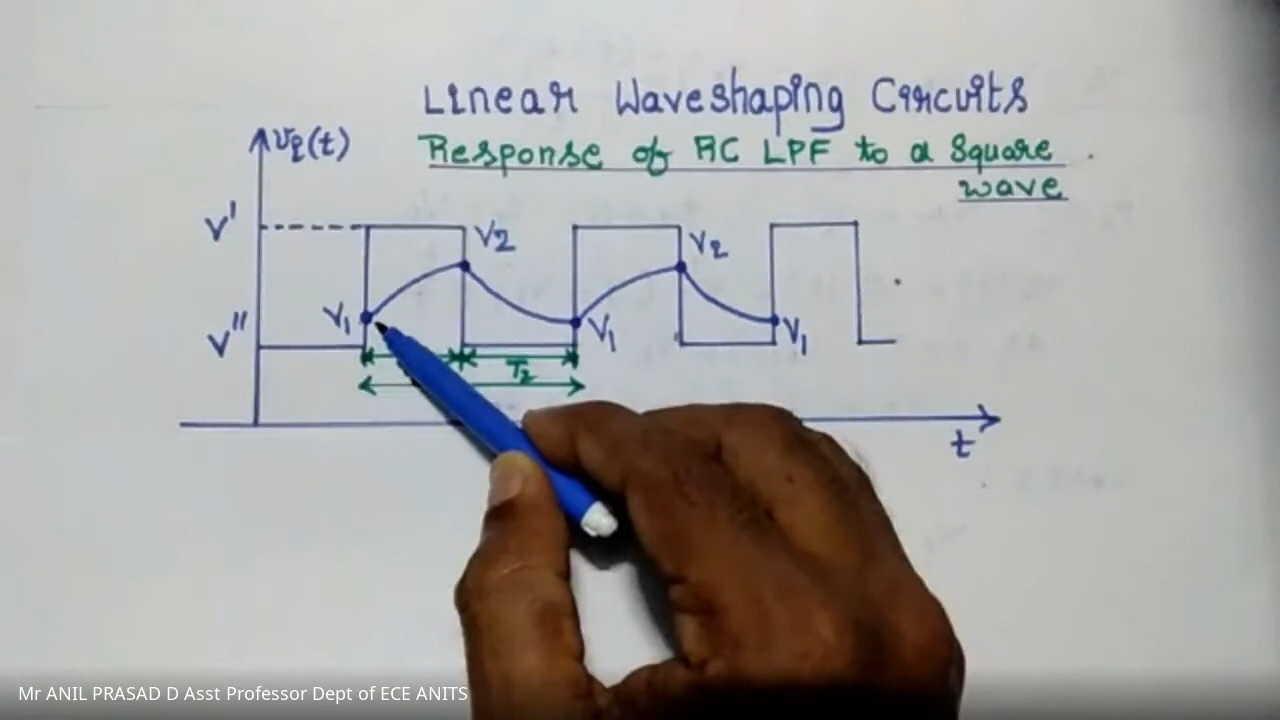 Linear Waveshaping Circuits
Response of RC LPF to a Square
wave
vi(t)
V'
V2
V2
V1
V1
V1
V"
T2
t
Mr ANIL PRASAD D Asst Professor Dept of ECE ANITS